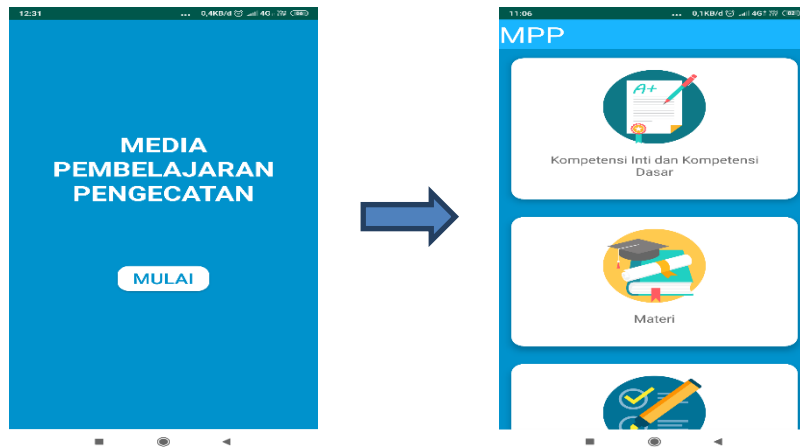 12:31
... 0,4KB/d 4G
MEDIA
PEMBELAJARAN
PENGECATAN
MULAI
11:06
... 0,1KB/d 4G
MPP
A+
Kompetensi Inti dan Kompetensi
Dasar
Materi